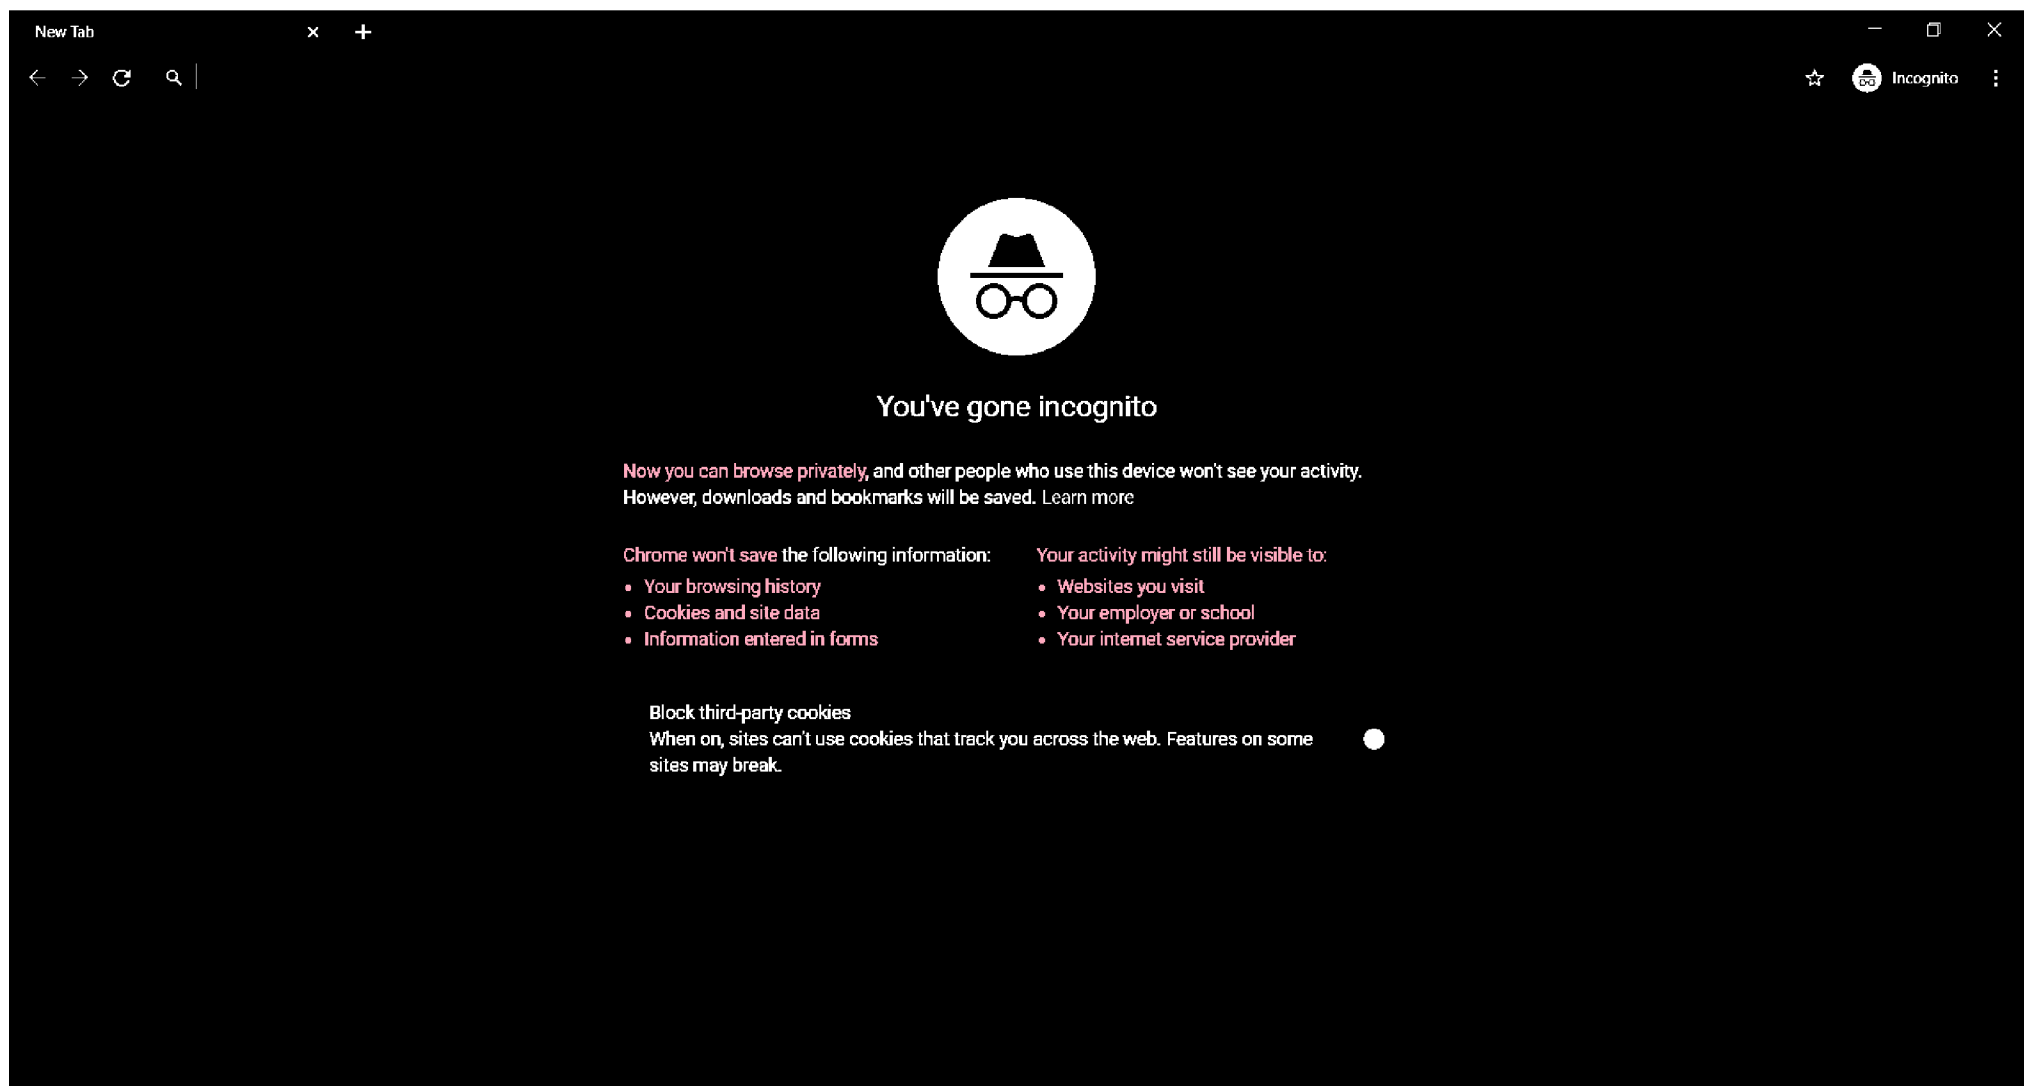 New Tab
Incognito
You've gone incognito
Now you can browse privately, and other people who use this device won't see your activity.
However, downloads and bookmarks will be saved. Learn more
Chrome won't save the following information:
• Your browsing history
• Cookies and site data
• Information entered in forms
Your activity might still be visible to:
• Websites you visit
• Your employer or school
• Your internet service provider
Block third-party cookies
When on, sites can't use cookies that track you across the web. Features on some
sites may break.